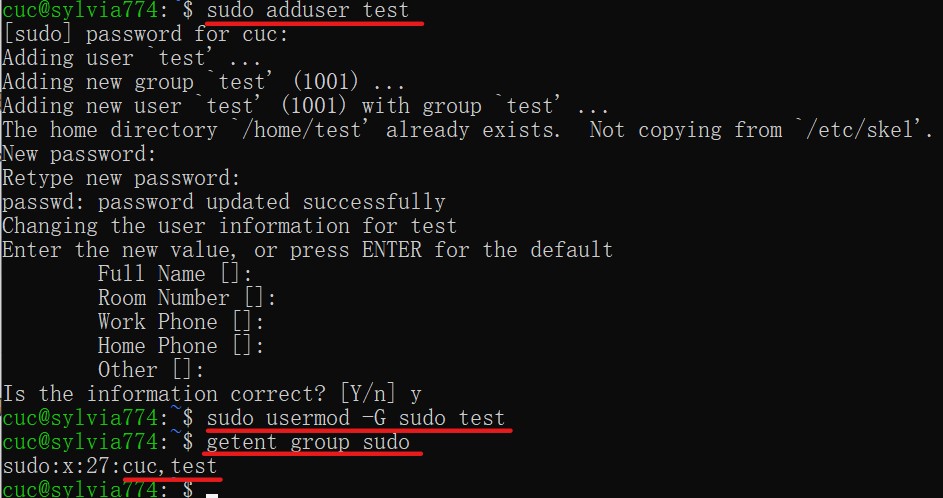 cuc@sylvia774:~$ sudo adduser test
[sudo] password for cuc:
Adding user `test' ...
Adding new group `test' (1001) ...
Adding new user `test' (1001) with group `test' ...
The home directory `/home/test' already exists.  Not copying from `/etc/skel'.
New password:
Retype new password:
passwd: password updated successfully
Changing the user information for test
Enter the new value, or press ENTER for the default
        Full Name []:
        Room Number []:
        Work Phone []:
        Home Phone []:
        Other []:
Is the information correct? [Y/n] y
cuc@sylvia774:~$ sudo usermod -G sudo test
cuc@sylvia774:~$ getent group sudo
sudo:x:27:cuc,test
cuc@sylvia774:~$